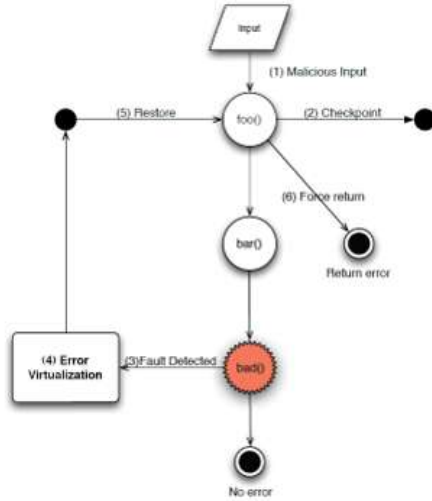 Input
(1) Malicious Input
(5) Restore
foo()
(2) Checkpoint
(6) Force return
bar()
Return error
(4) Error
Virtualization
(3)Fault Detected
bad()
No error